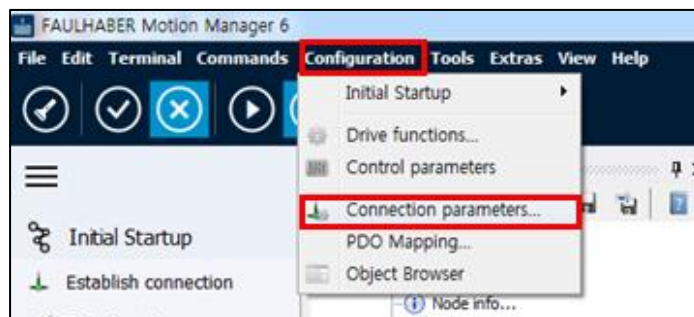 FAULHABER Motion Manager 6
File Edit Terminal Commands Configuration Tools Extras View Help
Initial Startup
Drive functions...
Control parameters
Connection parameters...
Initial Startup
PDO Mapping...
Establish connection
Object Browser
Node info...